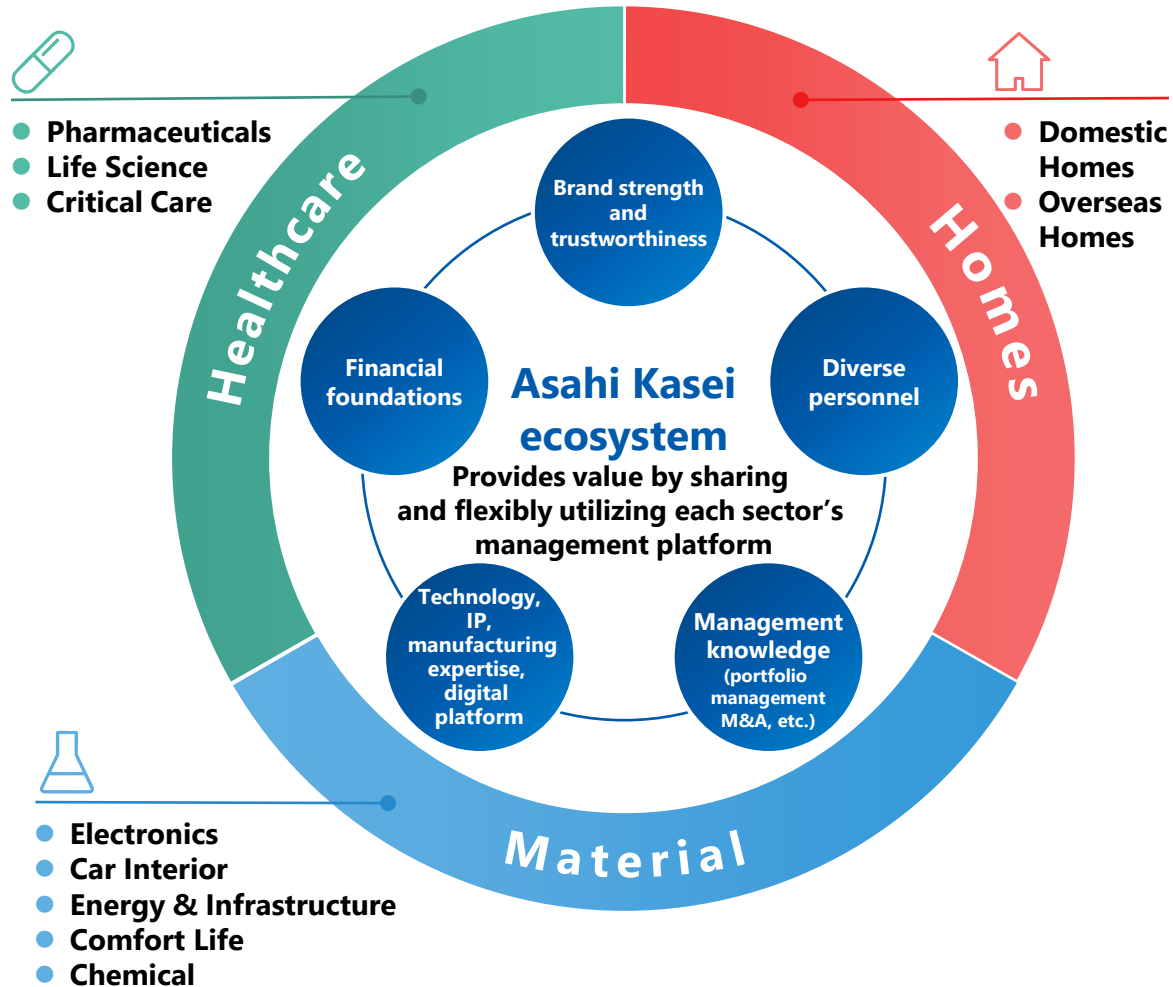 Pharmaceuticals
Life Science
Critical Care
Domestic
Homes
Overseas
Homes
Healthcare
Homes
Brand strength
and
trustworthiness
Financial
foundations
Diverse
personnel
Asahi Kasei
ecosystem
Provides value by sharing
and flexibly utilizing each sector’s
management platform
Technology,
IP,
manufacturing
expertise,
digital
platform
Management
knowledge
(portfolio
management
M&A, etc.)
Material
Electronics
Car Interior
Energy & Infrastructure
Comfort Life
Chemical